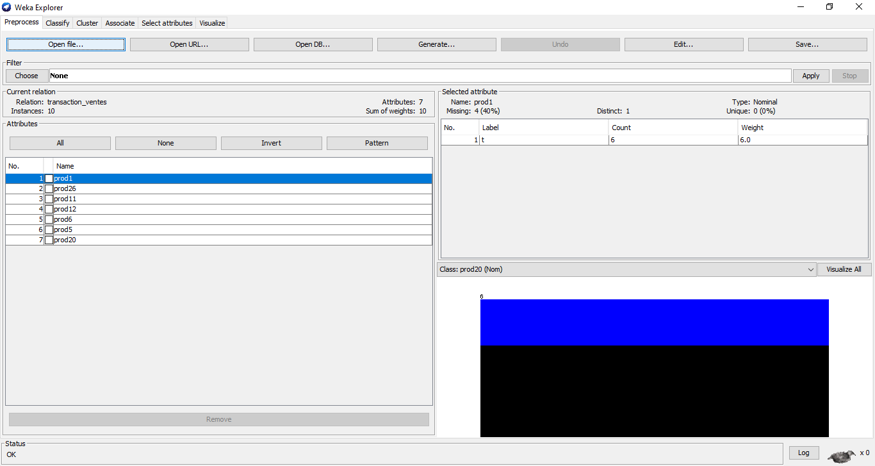 Weka Explorer
Preprocess Classify Cluster Associate Select attributes Visualize
Open file... Open URL... Open DB... Generate... Undo Edit... Save...
Filter
Choose None Apply Stop
Current relation
Relation: transaction_ventes Attributes: 7
Instances: 10 Sum of weights: 10
Attributes
All None Invert Pattern
No. Name
1 prod1
2 prod26
3 prod11
4 prod12
5 prod6
6 prod5
7 prod20
Remove
Selected attribute
Name: prod1 Type: Nominal
Missing: 4 (40%) Distinct: 1 Unique: 0 (0%)
No. Label Count Weight
1 t 6 6.0
Class: prod20 (Nom) Visualize All
6
Status
OK Log x 0